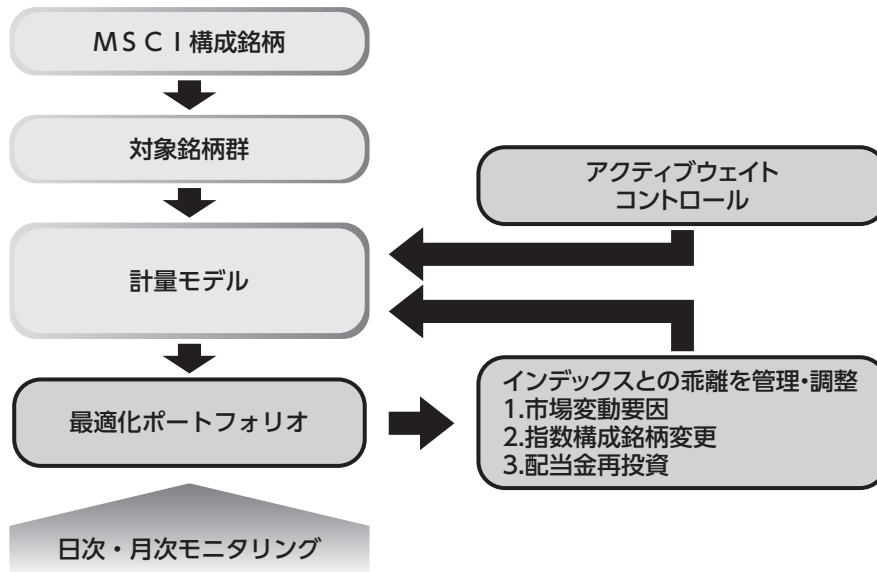 ＭＳＣＩ構成銘柄
対象銘柄群
アクティブウェイト
コントロール
計量モデル
最適化ポートフォリオ
インデックスとの乖離を管理・調整
1.市場変動要因
2.指数構成銘柄変更
3.配当金再投資
日次・月次モニタリング